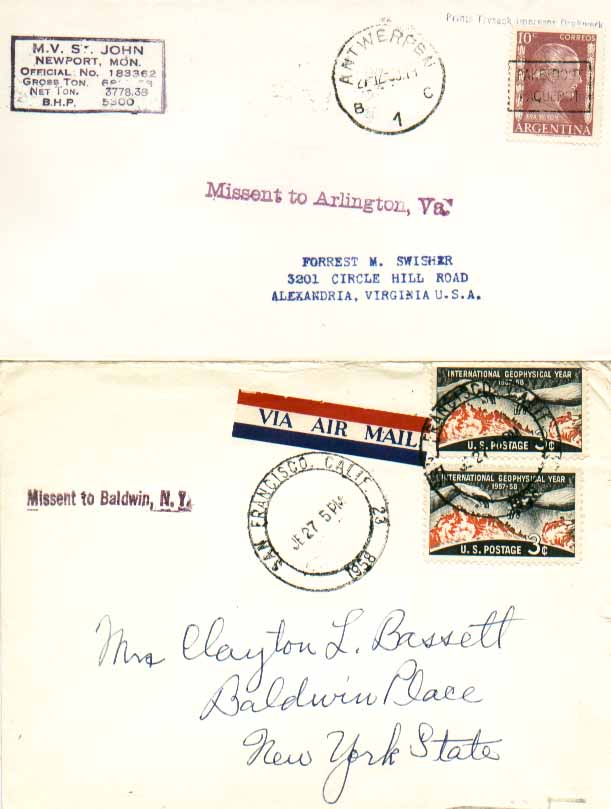 Printed
M.V. ST. JOHN
NEWPORT, MON.
OFFICIAL NO. 183362
GROSS TON.
NET TON. 3778.38
B.H.P. 5300
ANTWERPEN
B 1 C
10c CORREOS
PAQUEBOT
ARGENTINA
Missent to Arlington, Va.
FORREST M. SWISHER
3201 CIRCLE HILL ROAD
ALEXANDRIA, VIRGINIA U.S.A.
INTERNATIONAL GEOPHYSICAL YEAR
1957-58
U.S. POSTAGE 3¢
VIA AIR MAIL
INTERNATIONAL GEOPHYSICAL YEAR
1957-58
U.S. POSTAGE 3¢
SAN FRANCISCO, CALIF. 23
JE 27 5 PM
1958
Missent to Baldwin, N. Y.
Mrs Clayton L. Bassett
Baldwin Place
New York State